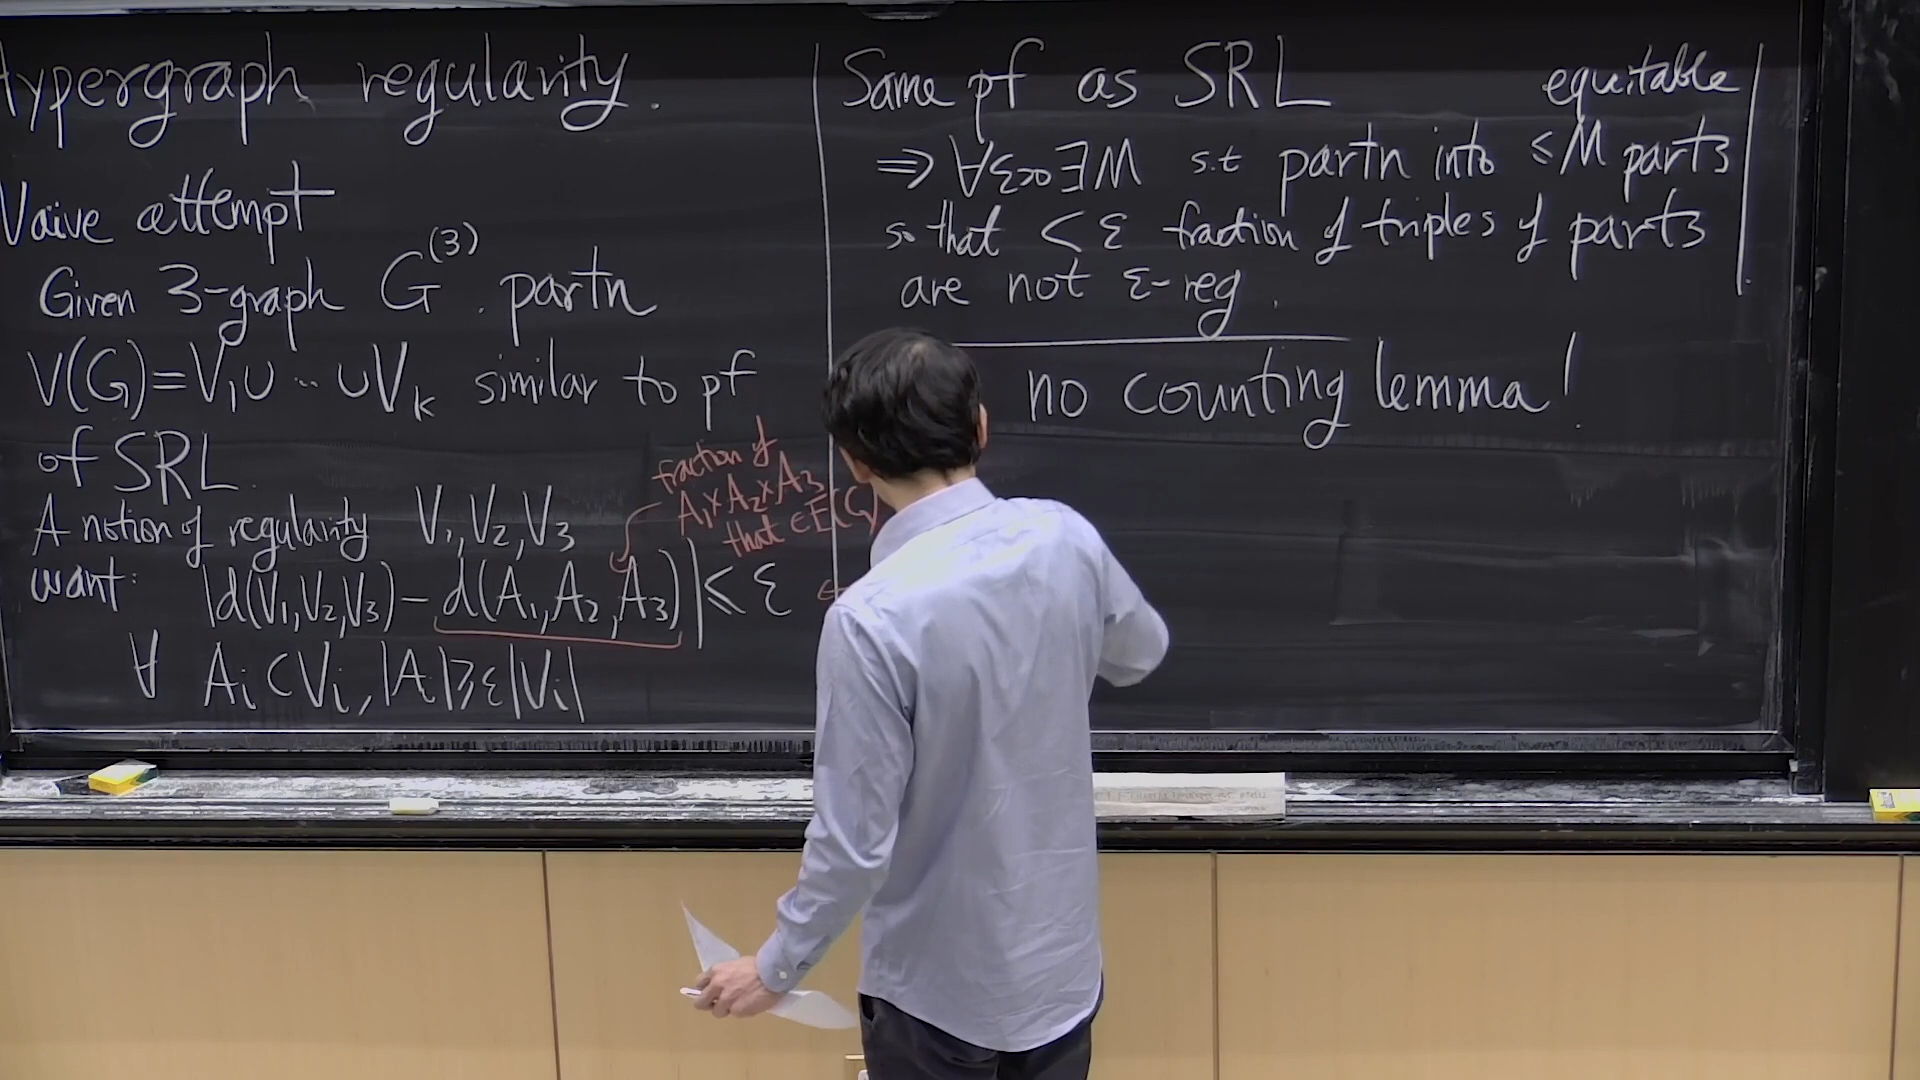 Hypergraph regularity.
Naive attempt
Given 3-graph G^(3). partn
V(G)=V₁∪ ·· ∪Vₖ similar to pf
of SRL.
A notion of regularity V₁,V₂,V₃
want: |d(V₁,V₂,V₃) − d(A₁,A₂,A₃)| ⩽ ε
∀ Aᵢ⊂Vᵢ, |Aᵢ|⩾ε|Vᵢ|
fraction of
A₁×A₂×A₃
that ∈E(G)
Same pf as SRL
equitable
⇒ ∀ε>0 ∃M s.t partn into ≤M parts
so that < ε fraction of triples of parts
are not ε-reg.
no counting lemma!